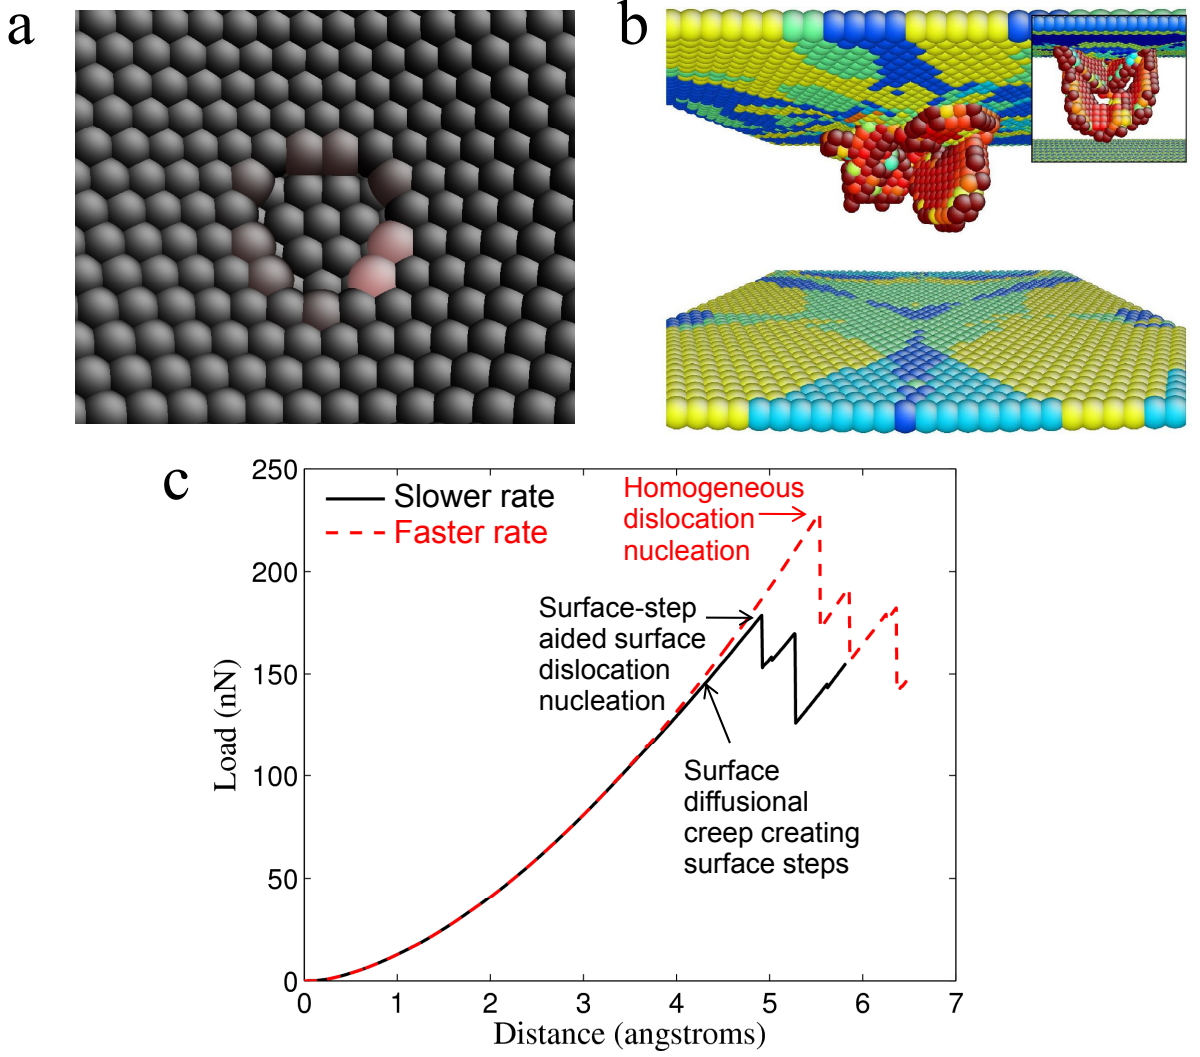 a
b
c
250
200
150
100
50
0
Load (nN)
Slower rate
Faster rate
Homogeneous
dislocation
nucleation
Surface-step
aided surface
dislocation
nucleation
Surface
diffusional
creep creating
surface steps
0 1 2 3 4 5 6 7
Distance (angstroms)